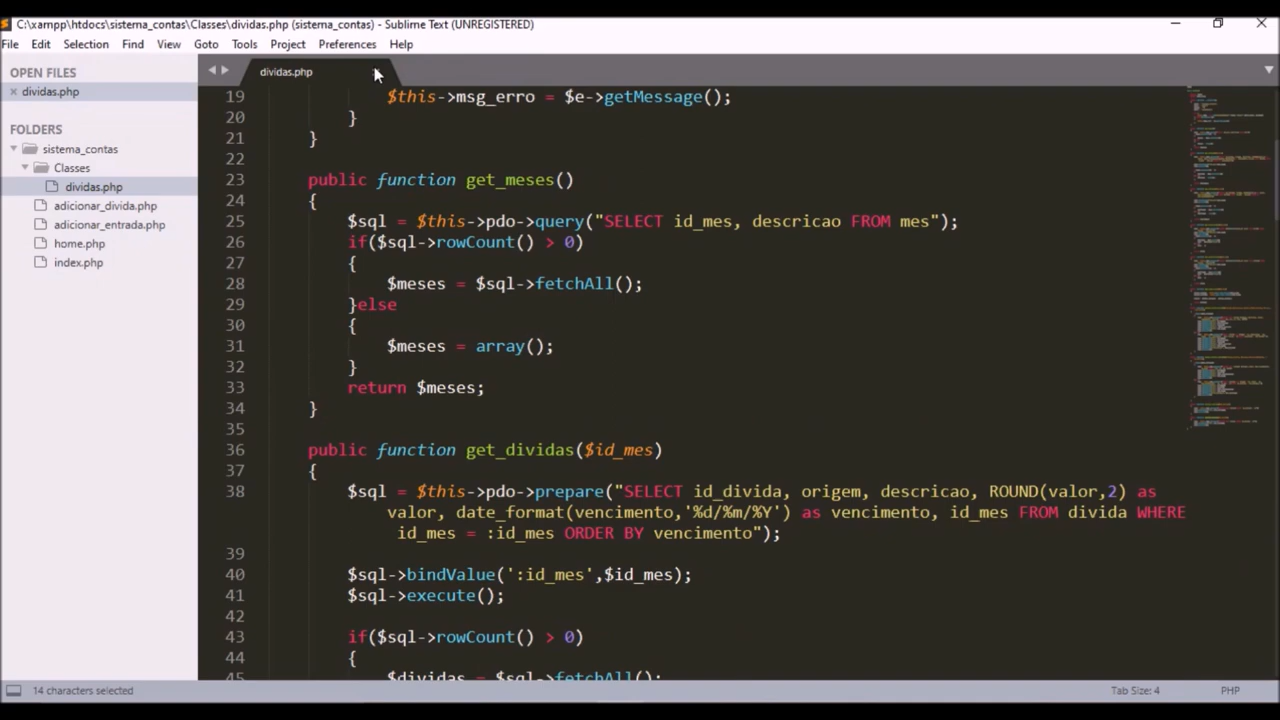 C:\xampp\htdocs\sistema_contas\Classes\dividas.php (sistema_contas) - Sublime Text (UNREGISTERED)
File Edit Selection Find View Goto Tools Project Preferences Help
OPEN FILES
× dividas.php
FOLDERS
sistema_contas
Classes
dividas.php
adicionar_divida.php
adicionar_entrada.php
home.php
index.php
dividas.php
19 $this->msg_erro = $e->getMessage();
20 }
21 }
22
23 public function get_meses()
24 {
25 $sql = $this->pdo->query("SELECT id_mes, descricao FROM mes");
26 if($sql->rowCount() > 0)
27 {
28 $meses = $sql->fetchAll();
29 }else
30 {
31 $meses = array();
32 }
33 return $meses;
34 }
35
36 public function get_dividas($id_mes)
37 {
38 $sql = $this->pdo->prepare("SELECT id_divida, origem, descricao, ROUND(valor,2) as
valor, date_format(vencimento,'%d/%m/%Y') as vencimento, id_mes FROM divida WHERE
id_mes = :id_mes ORDER BY vencimento");
39
40 $sql->bindValue(':id_mes',$id_mes);
41 $sql->execute();
42
43 if($sql->rowCount() > 0)
44 {
45 $dividas = $sql->fetchAll();
14 characters selected
Tab Size: 4 PHP